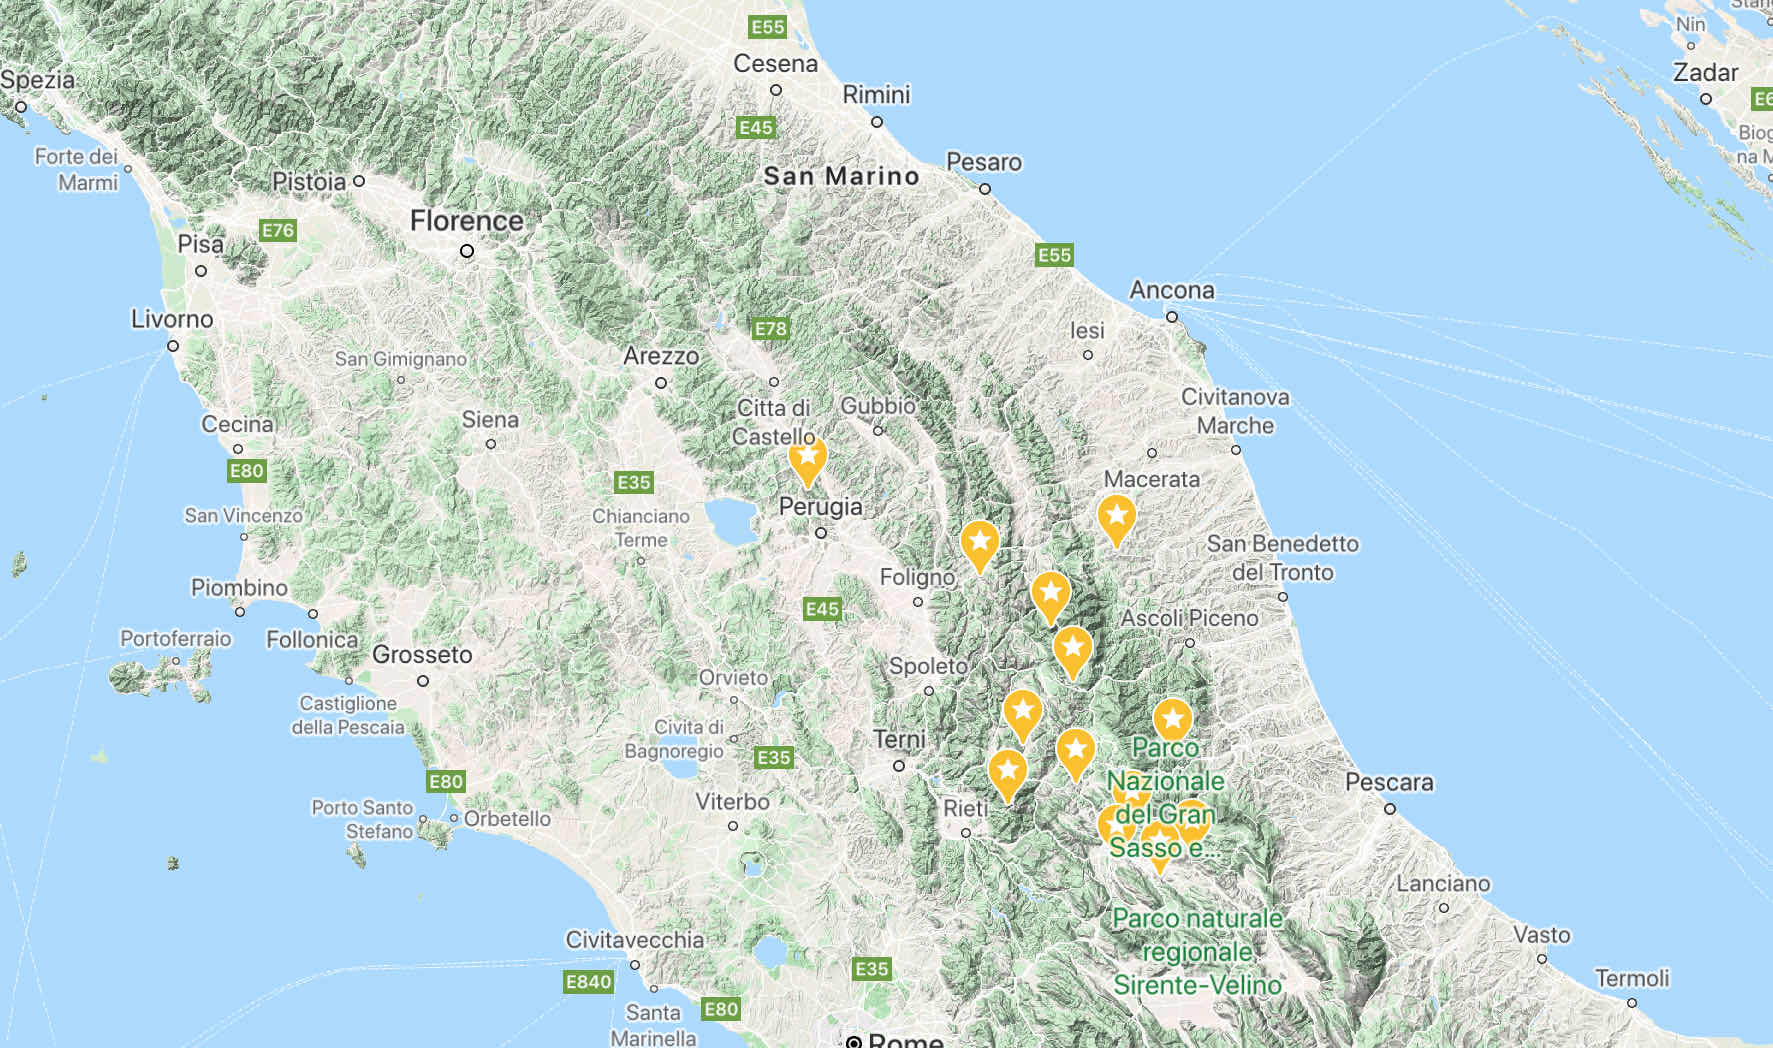 E55
Cesena
Nin
Zadar
Spezia
Rimini
E45
Forte dei
Marmi
Pistoia
Pesaro
San Marino
Florence
E76
Pisa
E55
Ancona
Livorno
E78
Iesi
San Gimignano
Arezzo
Civitanova
Marche
Citta di
Castello
Gubbio
Siena
Cecina
E80
E35
Macerata
Perugia
San Vincenzo
Chianciano
Terme
San Benedetto
del Tronto
Piombino
Foligno
E45
Ascoli Piceno
Portoferraio
Follonica
Grosseto
Spoleto
Orvieto
Castiglione
della Pescaia
Civita di
Bagnoregio
Terni
E35
Parco
Nazionale
del Gran
Sasso e...
E80
Pescara
Viterbo
Rieti
Porto Santo
Stefano
Orbetello
Lanciano
Parco naturale
regionale
Sirente-Velino
Vasto
Civitavecchia
E35
E840
Termoli
E80
Santa
Marinella
Rome